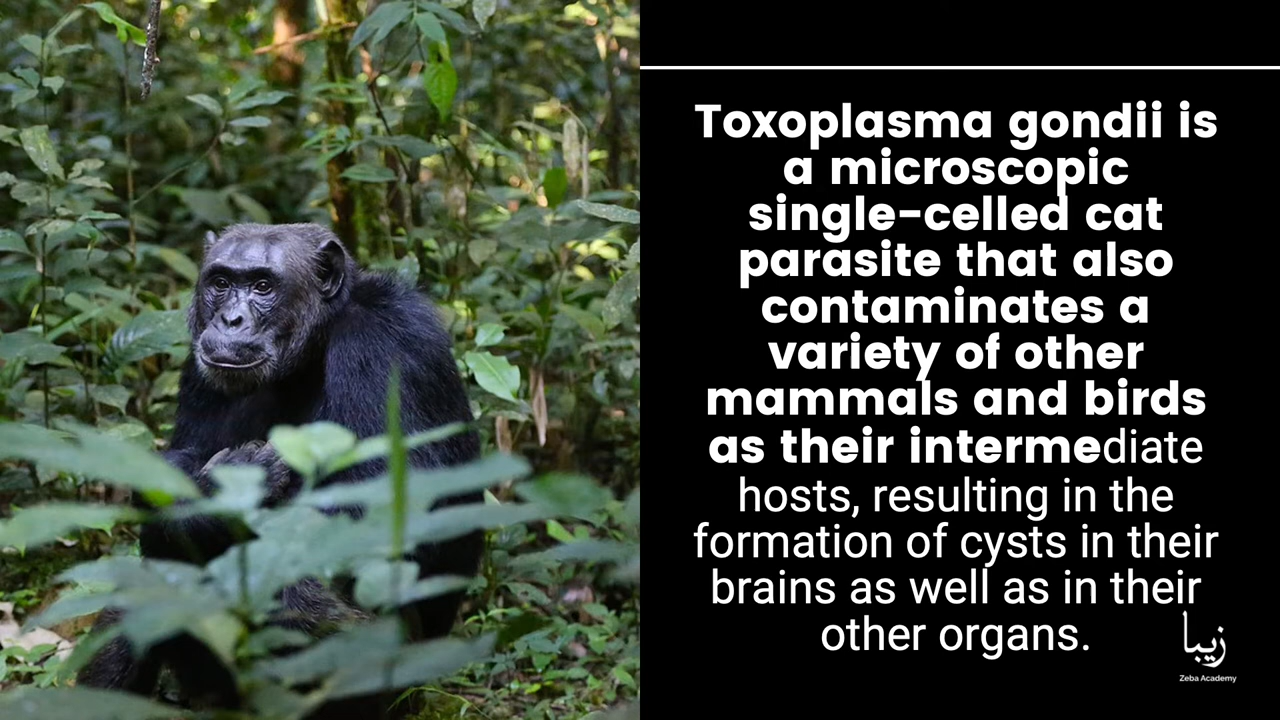 Toxoplasma gondii is
a microscopic
single-celled cat
parasite that also
contaminates a
variety of other
mammals and birds
as their intermediate
hosts, resulting in the
formation of cysts in their
brains as well as in their
other organs.
زیبا
Zeba Academy